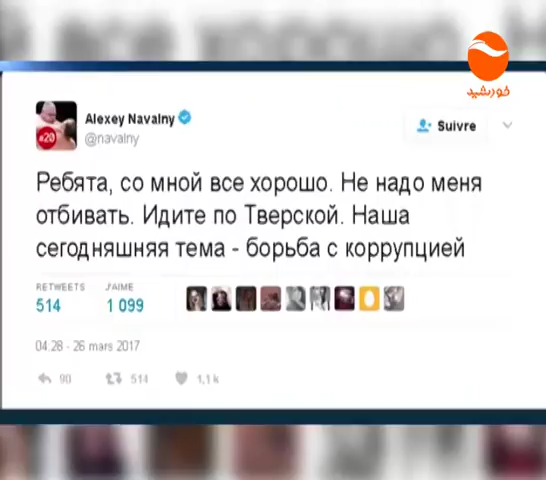 خورشید
Alexey Navalny
@navalny
Suivre
Ребята, со мной все хорошо. Не надо меня
отбивать. Идите по Тверской. Наша
сегодняшняя тема - борьба с коррупцией
RETWEETS J'AIME
514 1 099
04:28 - 26 mars 2017
90 514 1,1 k